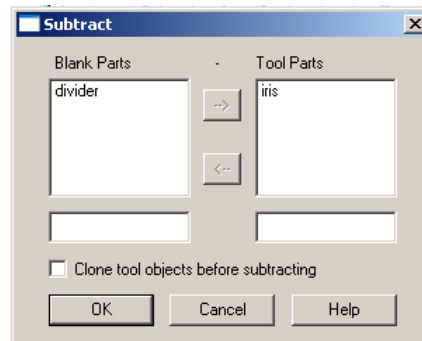 Subtract
Blank Parts - Tool Parts
divider iris
-->
<--
Clone tool objects before subtracting
OK Cancel Help